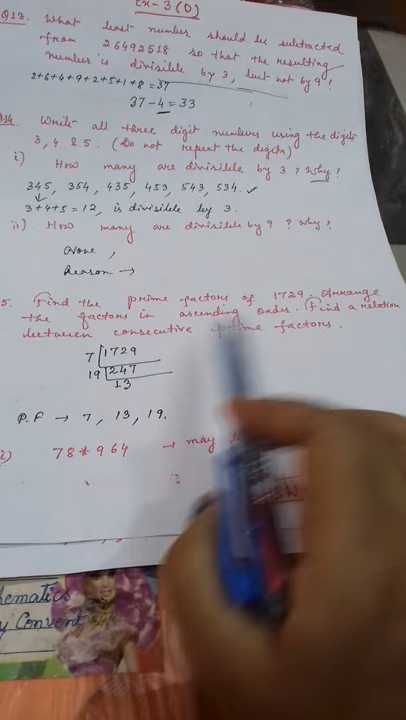 Ex-3(D)
Q13. What least number should be subtracted
from 26492518 so that the resulting
number is divisible by 3, but not by 9?
2+6+4+9+2+5+1+8=37
37-4=33
Q14. Write all three digit numbers using the digits
3, 4 & 5. (Do not repeat the digits)
i) How many are divisible by 3? Why?
345, 354, 435, 453, 543, 534. ✓
3+4+5=12, is divisible by 3.
ii) How many are divisible by 9? why?
None,
Reason →
5. Find the prime factors of 1729. Arrange
the factors in ascending order. Find a relation
between consecutive prime factors.
7 1729
19 247
13
P.F → 7, 13, 19.
i) 78*964 → may
ematics
y Convent